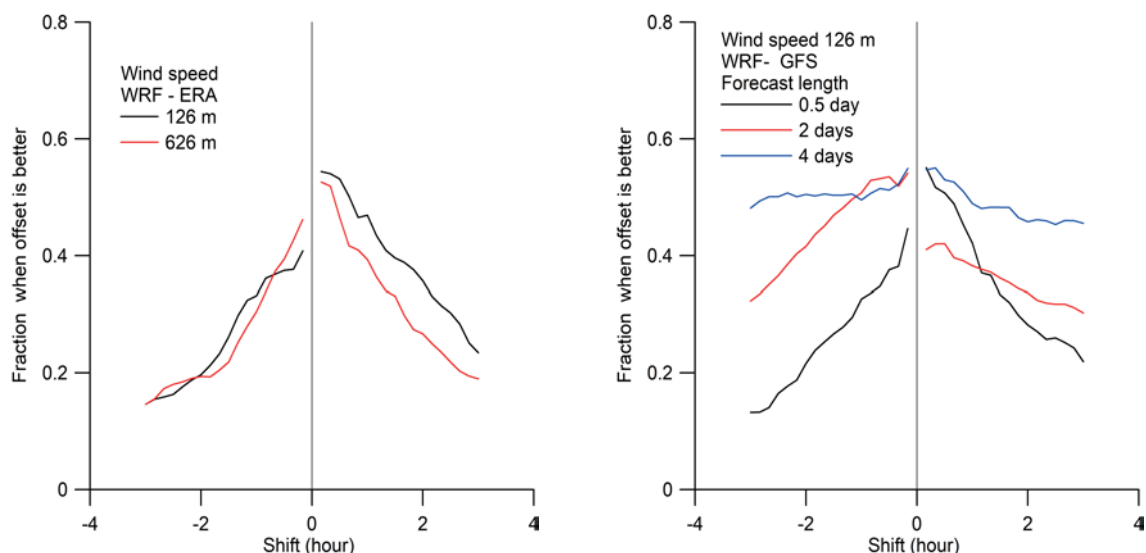 0.8
0.6
0.4
0.2
0
Fraction when offset is better
Wind speed
WRF - ERA
126 m
626 m
-4
-2
0
2
4
Shift (hour)
0.8
0.6
0.4
0.2
0
Fraction when offset is better
Wind speed 126 m
WRF- GFS
Forecast length
0.5 day
2 days
4 days
-4
-2
0
2
4
Shift (hour)